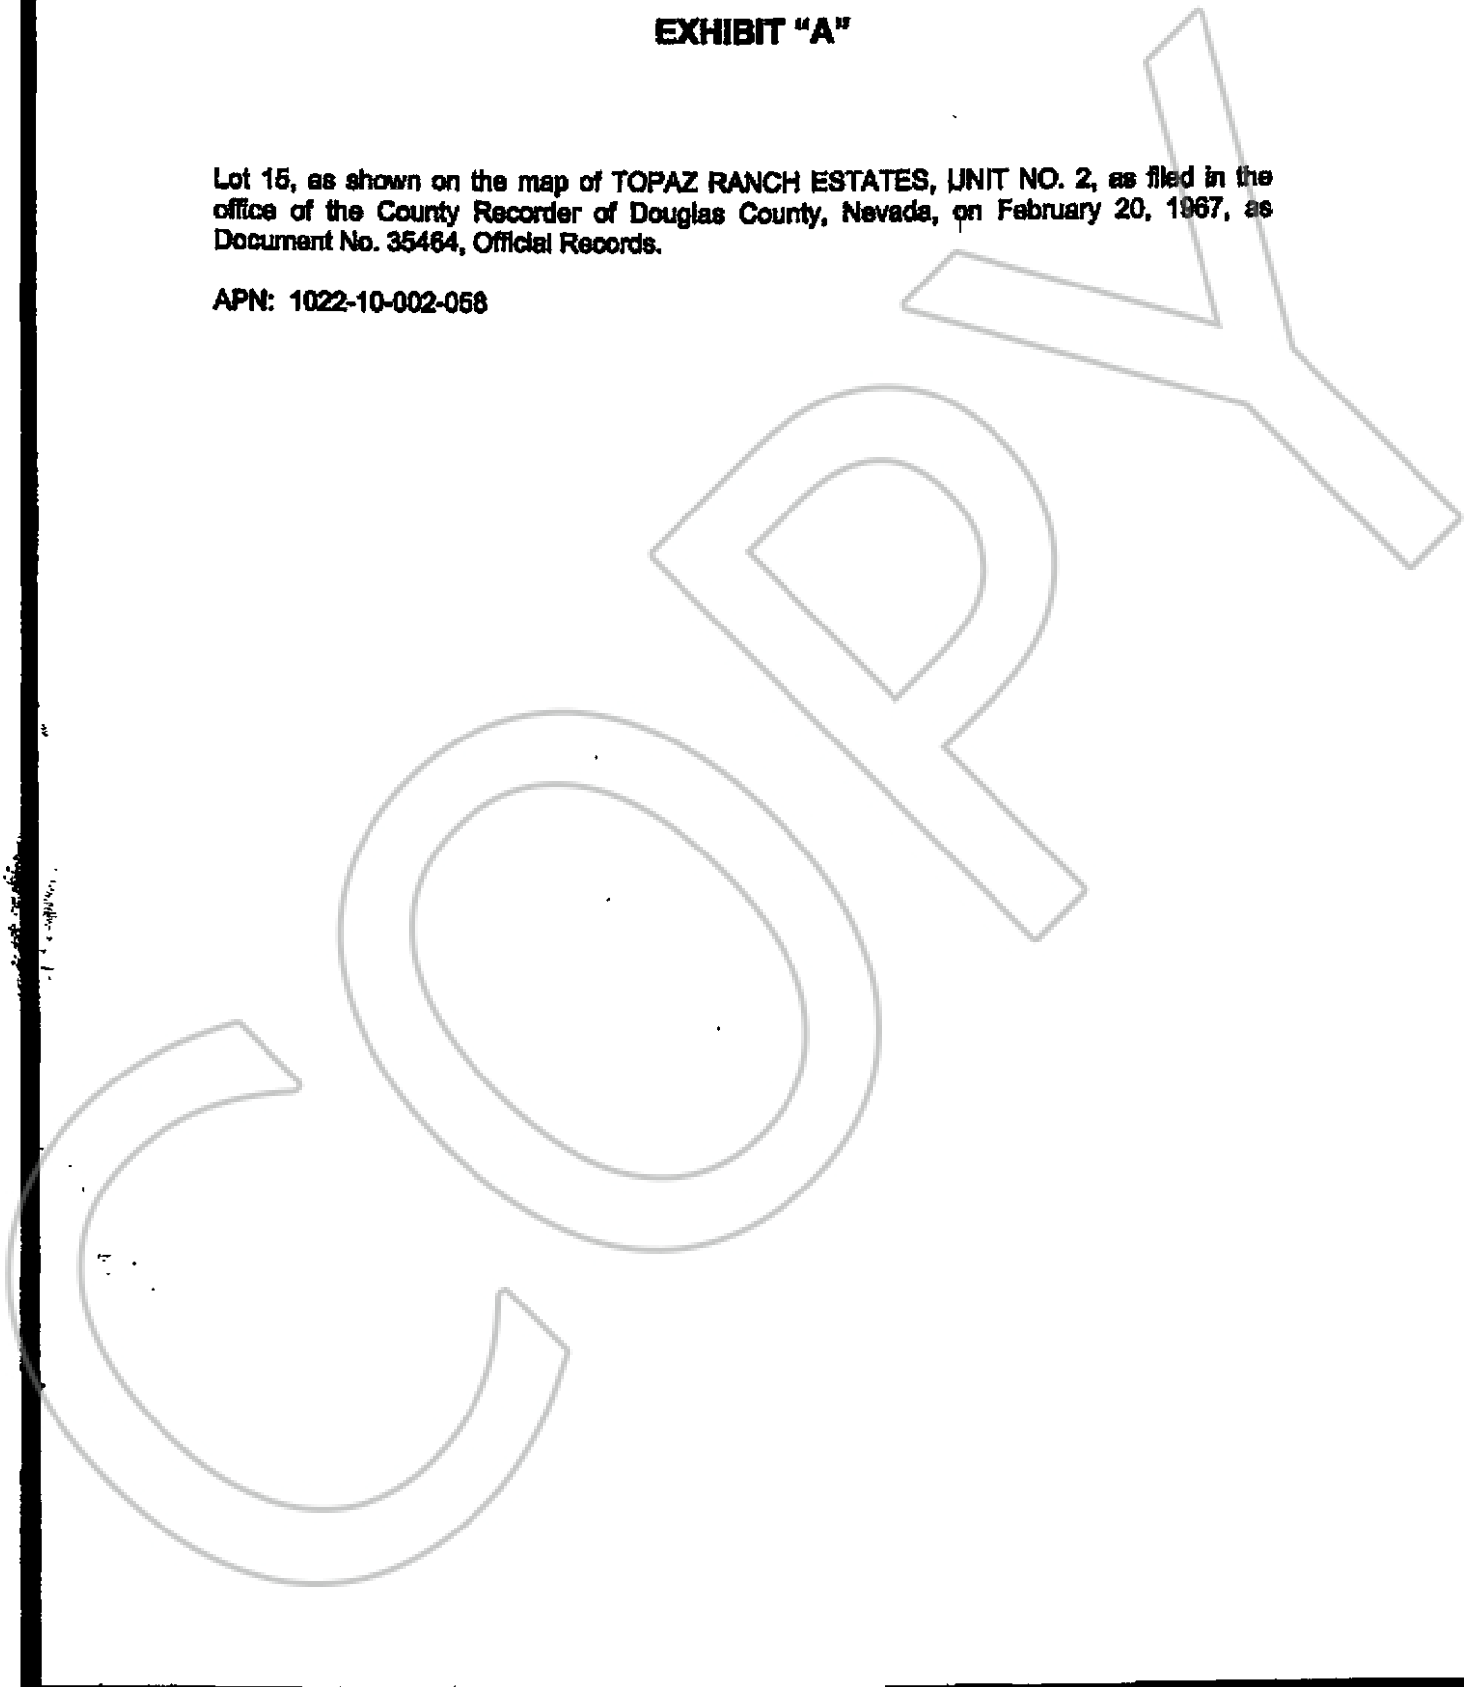 EXHIBIT “A”
Lot 15, as shown on the map of TOPAZ RANCH ESTATES, UNIT NO. 2, as filed in the
office of the County Recorder of Douglas County, Nevada, on February 20, 1967, as
Document No. 35464, Official Records.
APN: 1022-10-002-058
COPY